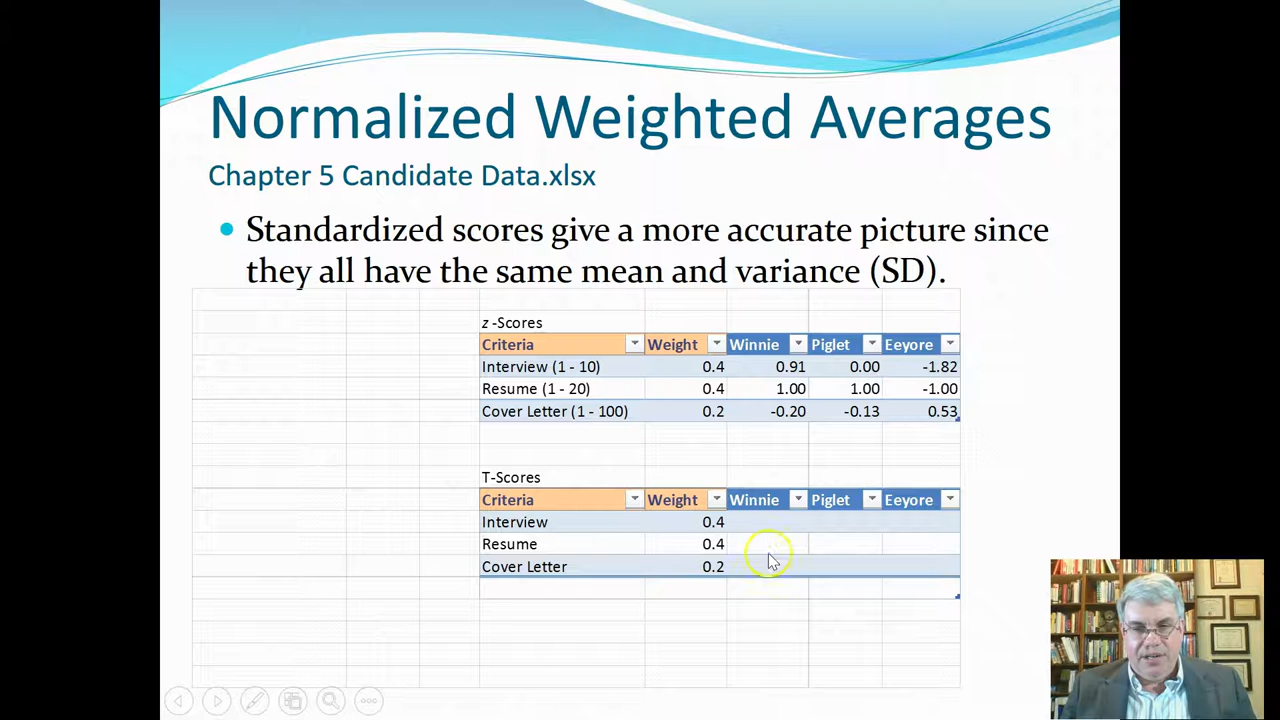 Normalized Weighted Averages
Chapter 5 Candidate Data.xlsx
• Standardized scores give a more accurate picture since
they all have the same mean and variance (SD).
z -Scores
Criteria Weight Winnie Piglet Eeyore
Interview (1 - 10) 0.4 0.91 0.00 -1.82
Resume (1 - 20) 0.4 1.00 1.00 -1.00
Cover Letter (1 - 100) 0.2 -0.20 -0.13 0.53
T-Scores
Criteria Weight Winnie Piglet Eeyore
Interview 0.4
Resume 0.4
Cover Letter 0.2